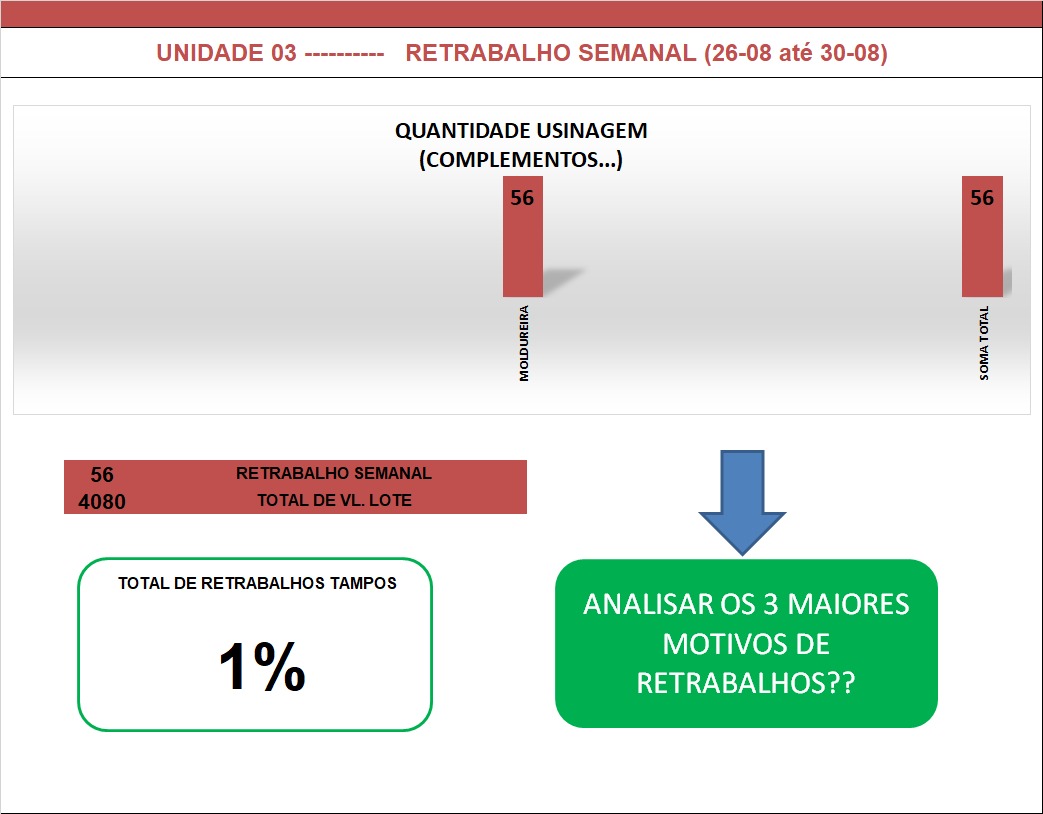 UNIDADE 03 ---------- RETRABALHO SEMANAL (26-08 até 30-08)
QUANTIDADE USINAGEM
(COMPLEMENTOS...)
56
56
MOLDUREIRA
SOMA TOTAL
56 RETRABALHO SEMANAL
4080 TOTAL DE VL. LOTE
TOTAL DE RETRABALHOS TAMPOS
1%
ANALISAR OS 3 MAIORES
MOTIVOS DE
RETRABALHOS??